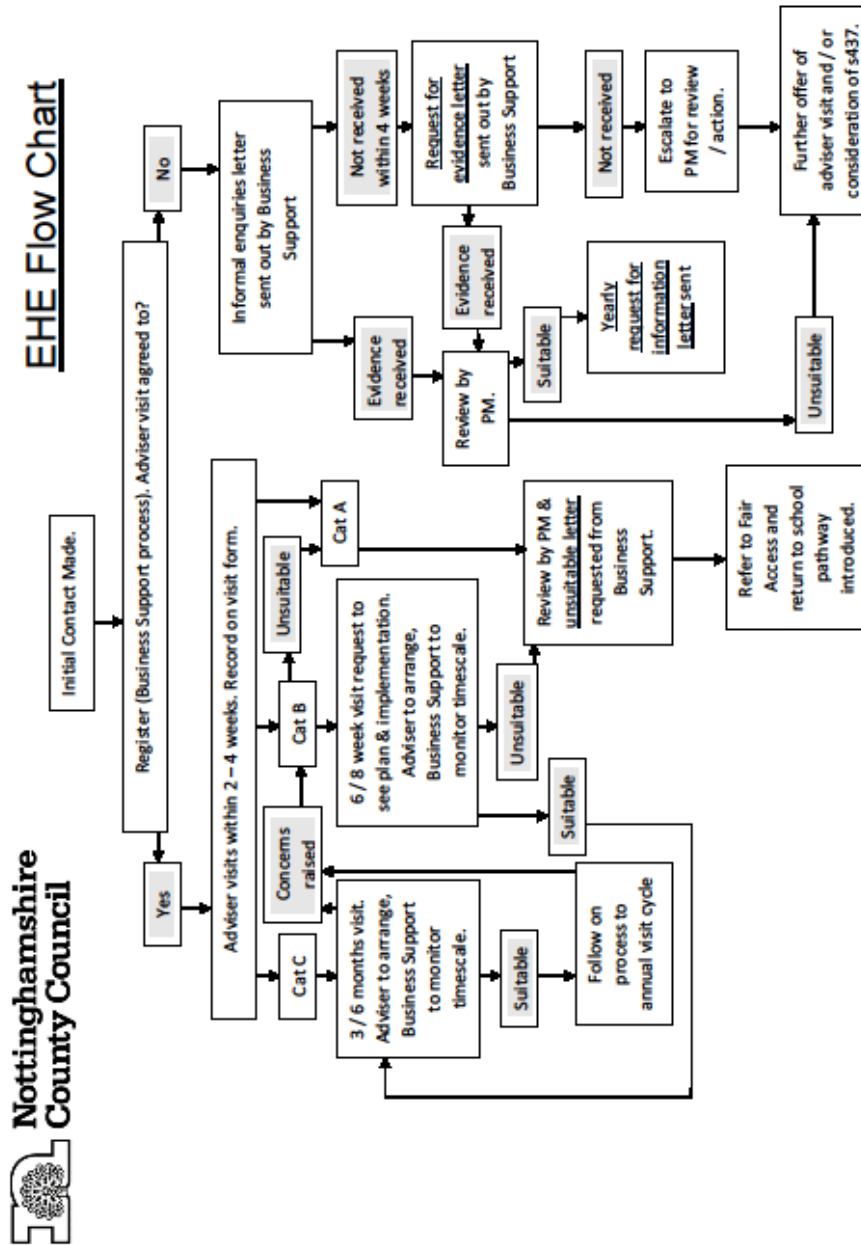 Nottinghamshire
County Council
EHE Flow Chart
Initial Contact Made.
Register (Business Support process). Adviser visit agreed to?
Yes
No
Adviser visits within 2 – 4 weeks. Record on visit form.
Cat C
Concerns
raised
Cat B
Unsuitable
Cat A
3 / 6 months visit.
Adviser to arrange,
Business Support
to monitor
timescale.
Suitable
Follow on
process to
annual visit cycle
6 / 8 week visit request to
see plan & implementation.
Adviser to arrange,
Business Support to
monitor timescale.
Suitable
Unsuitable
Review by PM &
unsuitable letter
requested from
Business
Support.
Refer to Fair
Access and
return to school
pathway
introduced.
Informal enquiries letter
sent out by Business
Support
Evidence
received
Not received
within 4 weeks
Request for
evidence letter
sent out by
Business Support
Evidence
received
Review by
PM.
Suitable
Yearly
request for
information
letter sent
Not received
Escalate to
PM for review
/ action.
Unsuitable
Further offer of
adviser visit and / or
consideration of s437.